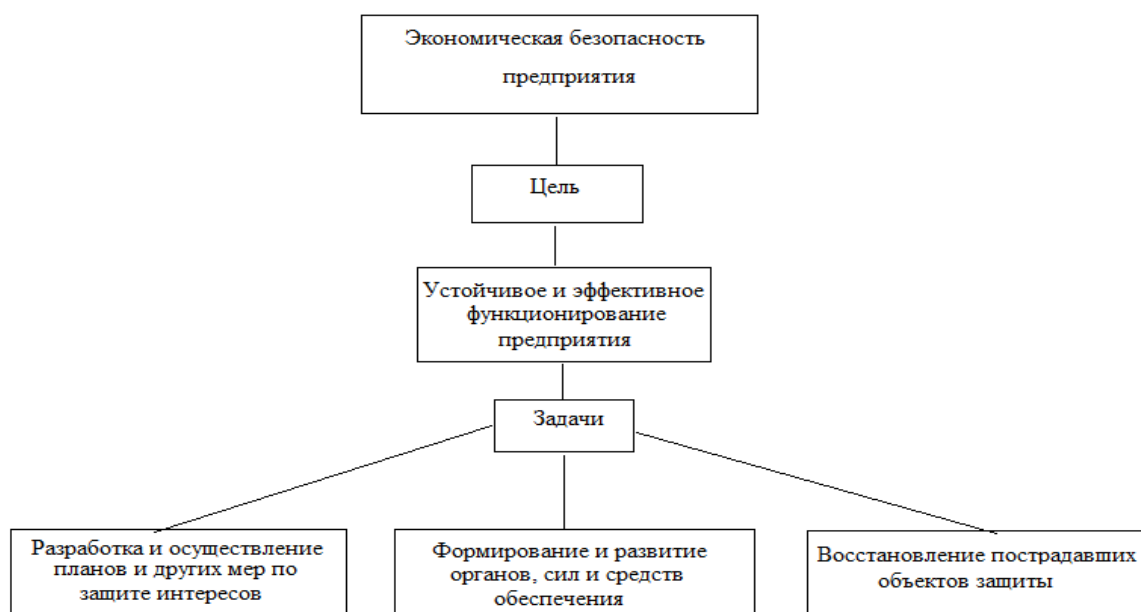 Экономическая безопасность
предприятия
Цель
Устойчивое и эффективное
функционирование
предприятия
Задачи
Разработка и осуществление
планов и других мер по
защите интересов
Формирование и развитие
органов, сил и средств
обеспечения
Восстановление пострадавших
объектов защиты